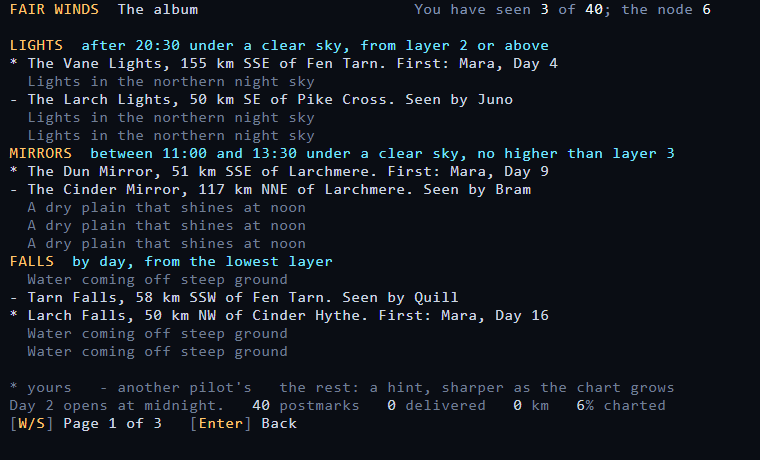 FAIR WINDS  The album  You have seen 3 of 40; the node 6
LIGHTS  after 20:30 under a clear sky, from layer 2 or above
* The Vane Lights, 155 km SSE of Fen Tarn. First: Mara, Day 4
Lights in the northern night sky
- The Larch Lights, 50 km SE of Pike Cross. Seen by Juno
Lights in the northern night sky
Lights in the northern night sky
MIRRORS  between 11:00 and 13:30 under a clear sky, no higher than layer 3
* The Dun Mirror, 51 km SSE of Larchmere. First: Mara, Day 9
- The Cinder Mirror, 117 km NNE of Larchmere. Seen by Bram
A dry plain that shines at noon
A dry plain that shines at noon
A dry plain that shines at noon
FALLS  by day, from the lowest layer
Water coming off steep ground
- Tarn Falls, 58 km SSW of Fen Tarn. Seen by Quill
* Larch Falls, 50 km NW of Cinder Hythe. First: Mara, Day 16
Water coming off steep ground
Water coming off steep ground
* yours   - another pilot's   the rest: a hint, sharper as the chart grows
Day 2 opens at midnight.   40 postmarks   0 delivered   0 km   6% charted
[W/S] Page 1 of 3   [Enter] Back